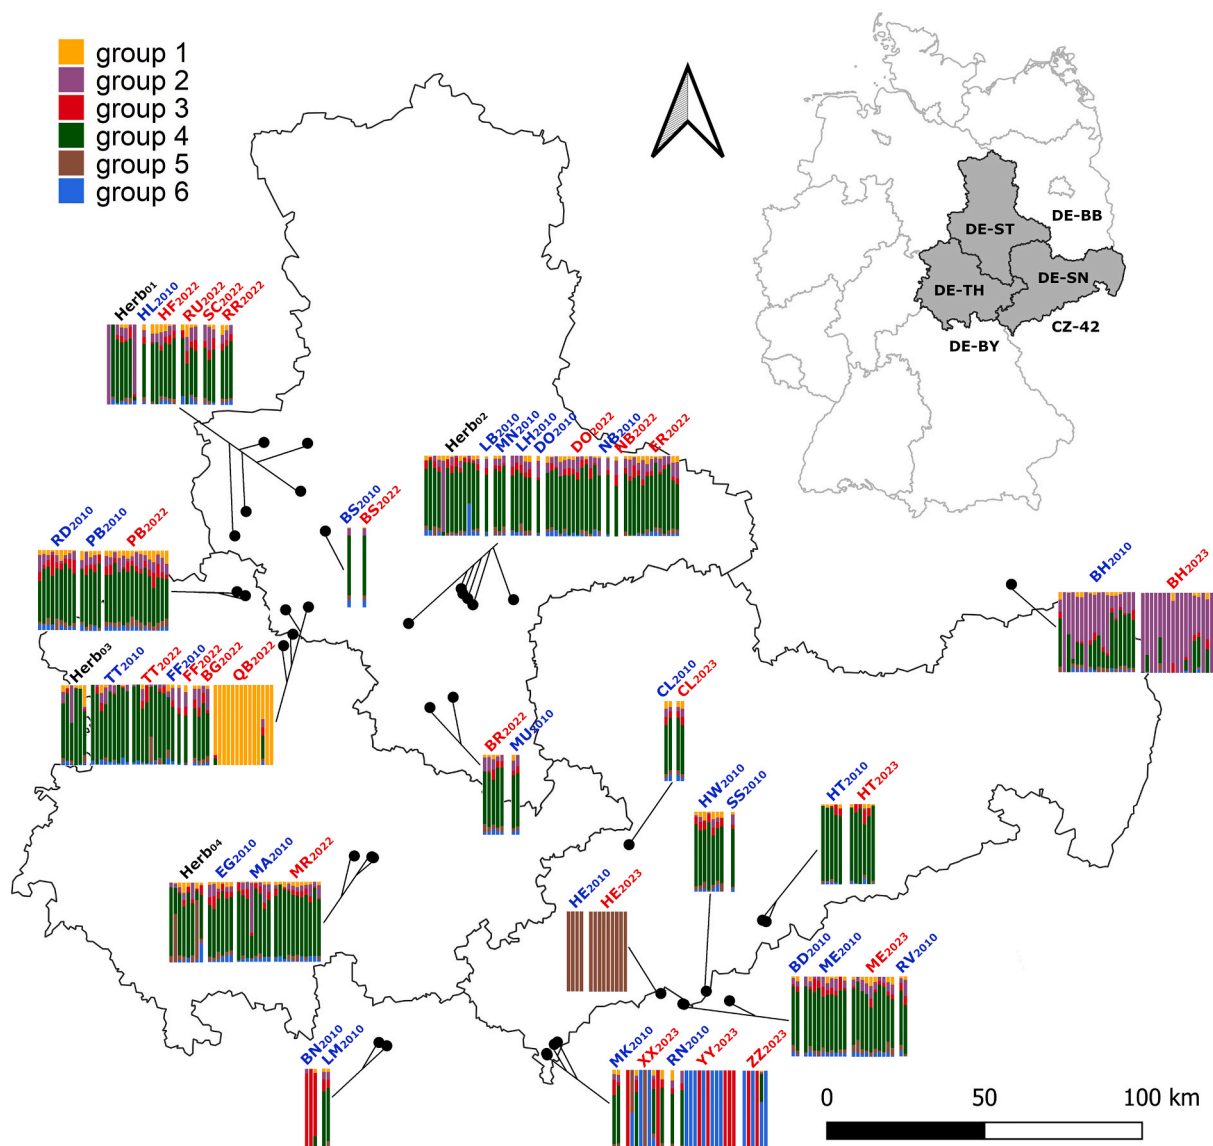 group 1
group 2
group 3
group 4
group 5
group 6
DE-BB
DE-ST
DE-TH
DE-SN
DE-BY
CZ-42
Herb01 HL2010 HF2022 RU2022 SC2022 RR2022
Herb02 LB2010 MN2010 LH2010 DO2010 DO2022 NB2010 NB2022 ER2022
BS2010 BS2022
RD2010 PB2010 PB2022
BH2010 BH2023
Herb03 TT2010 TT2022 FF2010 FF2022 BG2022 QB2022
CL2010 CL2023
BR2022 MU2010
HW2010 SS2010
HT2010 HT2023
Herb04 EG2010 MA2010 MR2022
HE2010 HE2023
BD2010 ME2010 ME2023 RV2010
BN2010 LM2010
MK2010 XX2023 RN2010 YY2023 ZZ2023
0 50 100 km